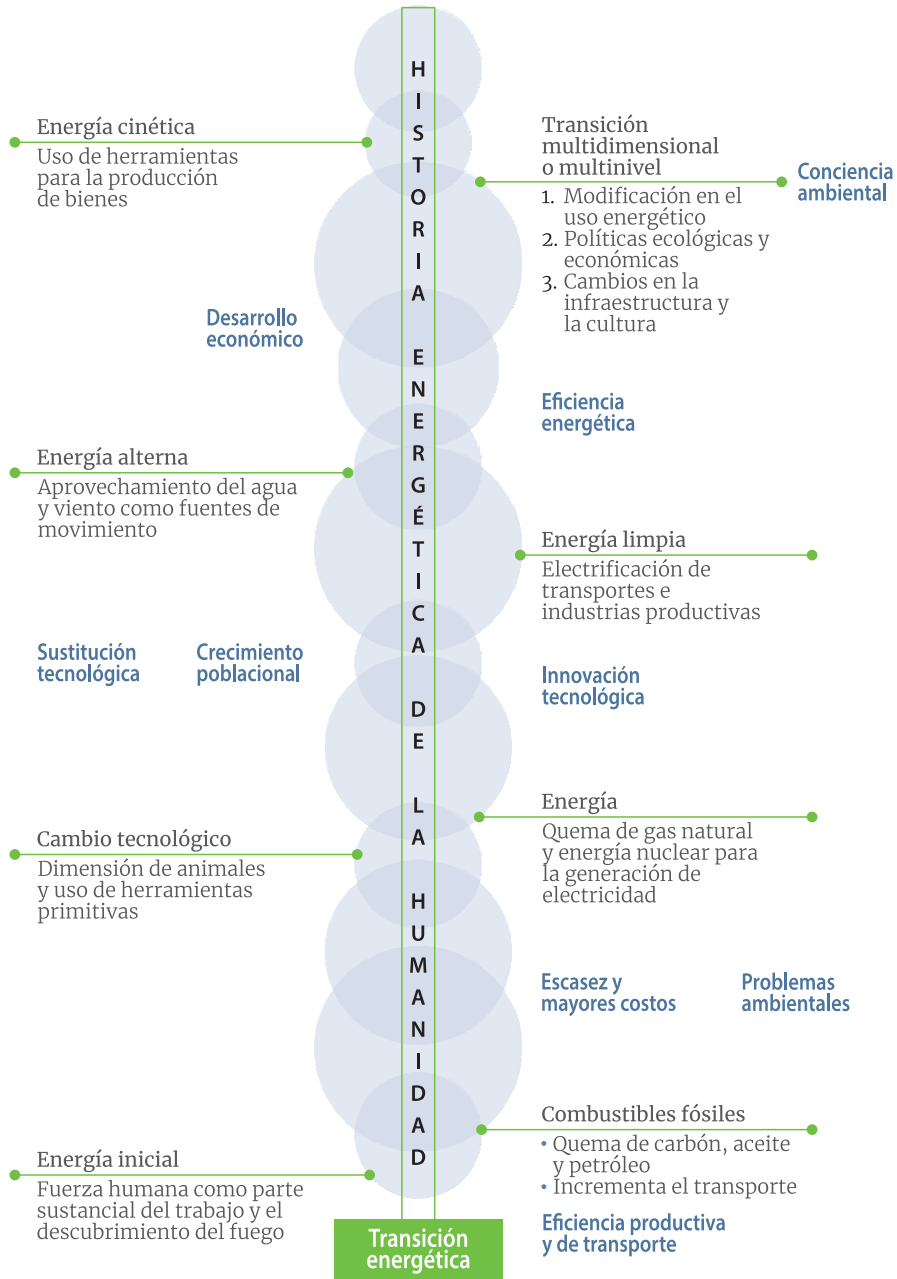 HISTORIA ENERGÉTICA DE LA HUMANIDAD
Energía cinética
Uso de herramientas
para la producción
de bienes
Desarrollo
económico
Energía alterna
Aprovechamiento del agua
y viento como fuentes de
movimiento
Sustitución
tecnológica
Crecimiento
poblacional
Cambio tecnológico
Dimensión de animales
y uso de herramientas
primitivas
Energía inicial
Fuerza humana como parte
sustancial del trabajo y el
descubrimiento del fuego
Transición
multidimensional
o multinivel
1. Modificación en el
uso energético
2. Políticas ecológicas y
económicas
3. Cambios en la
infraestructura y
la cultura
Conciencia
ambiental
Eficiencia
energética
Energía limpia
Electrificación de
transportes e
industrias productivas
Innovación
tecnológica
Energía
Quema de gas natural
y energía nuclear para
la generación de
electricidad
Escasez y
mayores costos
Problemas
ambientales
Combustibles fósiles
• Quema de carbón, aceite
y petróleo
• Incrementa el transporte
Eficiencia productiva
y de transporte
Transición
energética